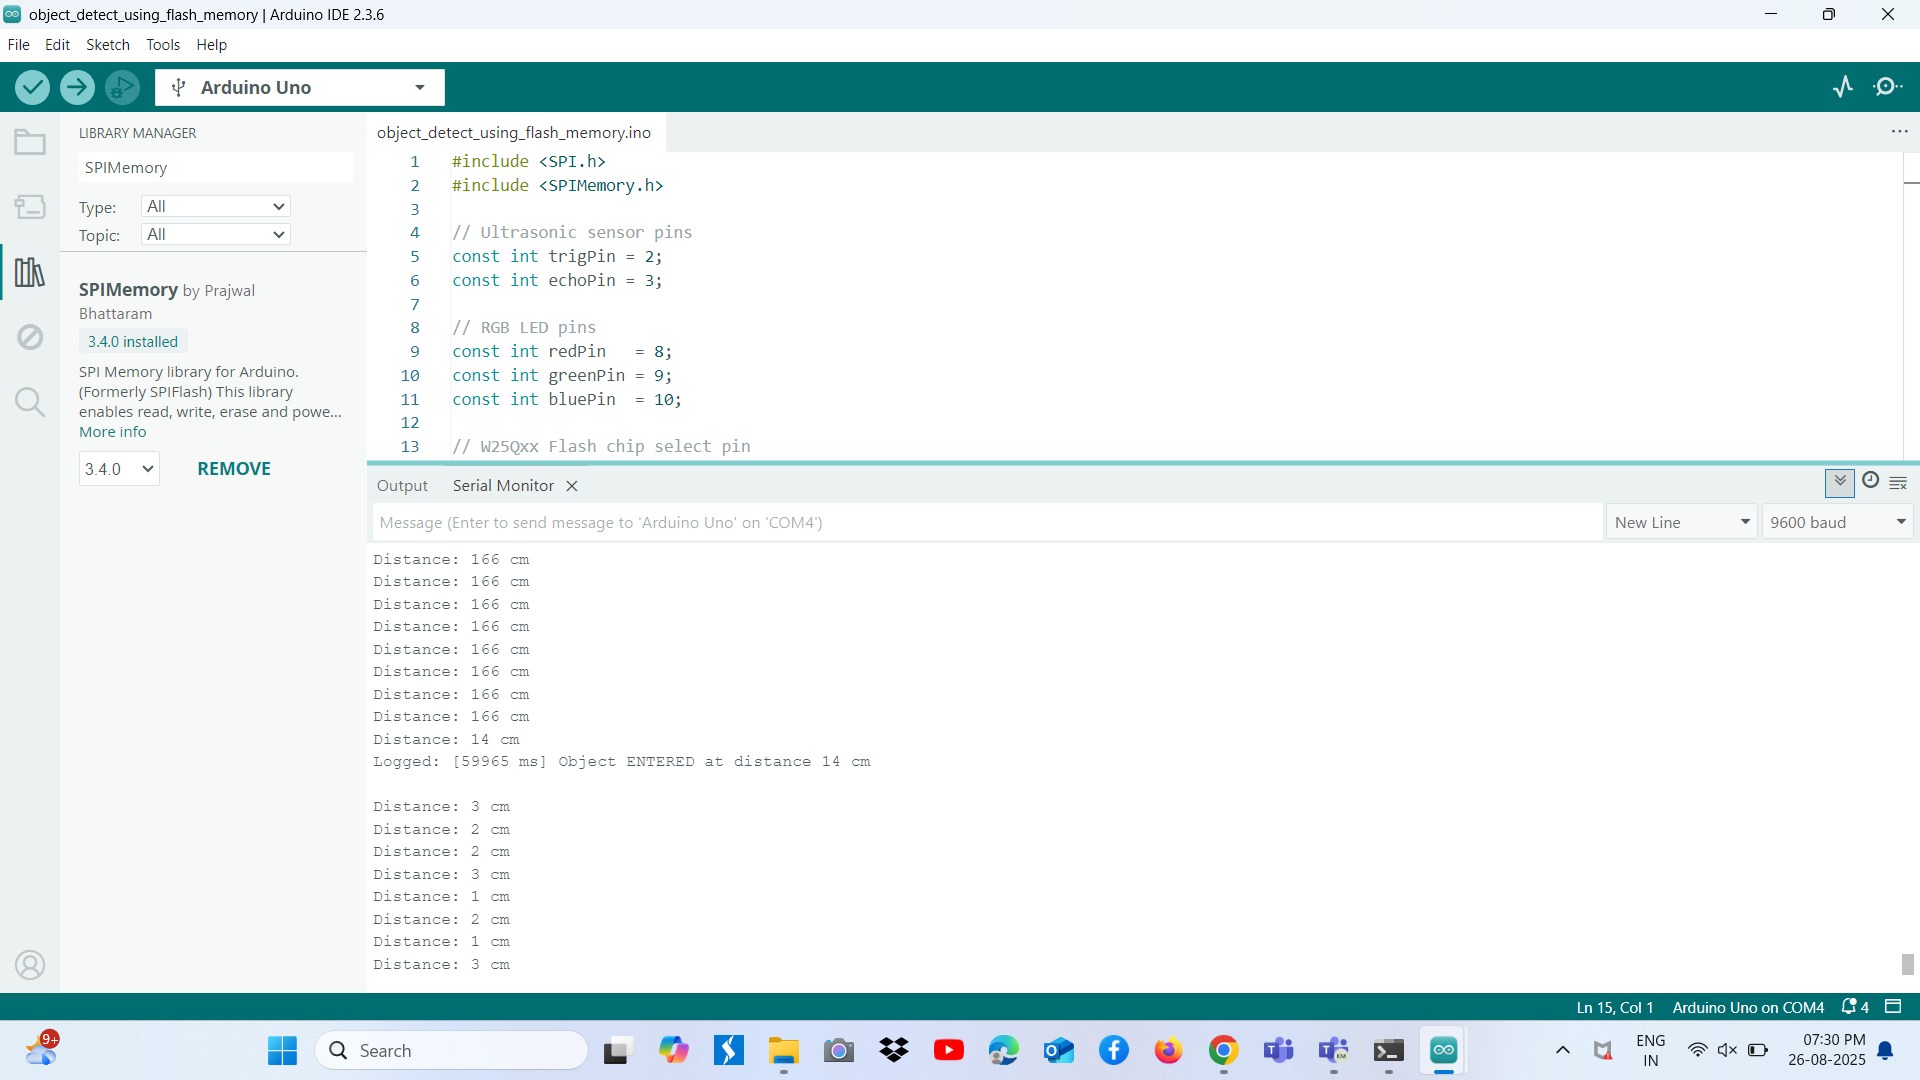 object_detect_using_flash_memory | Arduino IDE 2.3.6
File Edit Sketch Tools Help
Arduino Uno
LIBRARY MANAGER
SPIMemory
Type: All
Topic: All
SPIMemory by Prajwal
Bhattaram
3.4.0 installed
SPI Memory library for Arduino.
(Formerly SPIFlash) This library
enables read, write, erase and powe...
More info
3.4.0 REMOVE
object_detect_using_flash_memory.ino
1 #include <SPI.h>
2 #include <SPIMemory.h>
3
4 // Ultrasonic sensor pins
5 const int trigPin = 2;
6 const int echoPin = 3;
7
8 // RGB LED pins
9 const int redPin   = 8;
10 const int greenPin = 9;
11 const int bluePin  = 10;
12
13 // W25Qxx Flash chip select pin
Output Serial Monitor
Message (Enter to send message to 'Arduino Uno' on 'COM4')
New Line 9600 baud
Distance: 166 cm
Distance: 166 cm
Distance: 166 cm
Distance: 166 cm
Distance: 166 cm
Distance: 166 cm
Distance: 166 cm
Distance: 166 cm
Distance: 14 cm
Logged: [59965 ms] Object ENTERED at distance 14 cm
Distance: 3 cm
Distance: 2 cm
Distance: 2 cm
Distance: 3 cm
Distance: 1 cm
Distance: 2 cm
Distance: 1 cm
Distance: 3 cm
Ln 15, Col 1 Arduino Uno on COM4 4
9+
Search
ENG
IN
07:30 PM
26-08-2025